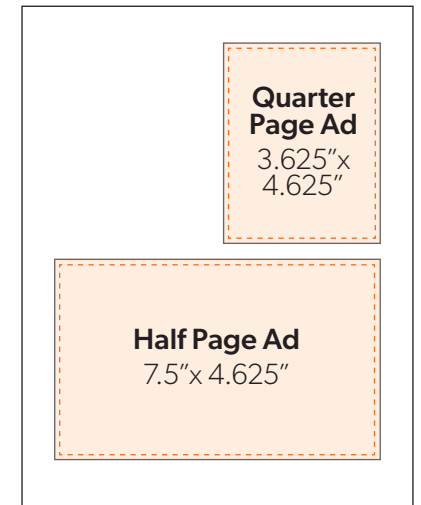 Quarter
Page Ad
3.625”x
4.625”
Half Page Ad
7.5”x 4.625”